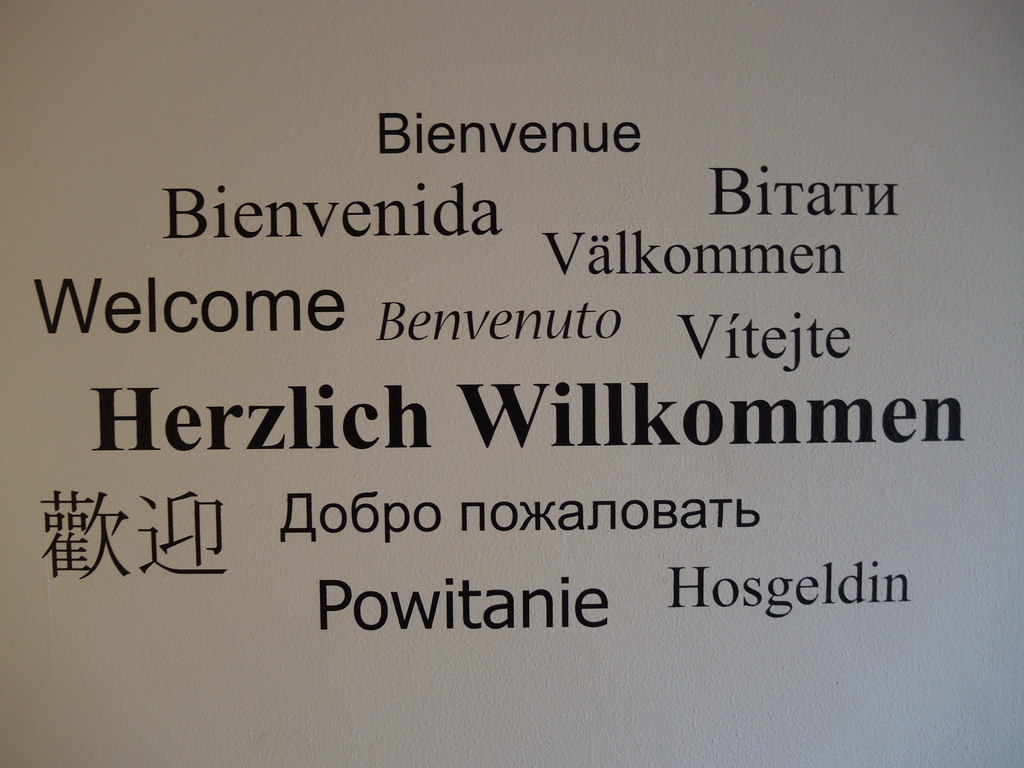 Bienvenue
Bienvenida
Вітати
Välkommen
Welcome
Benvenuto
Vítejte
Herzlich Willkommen
歡迎
Добро пожаловать
Powitanie
Hosgeldin